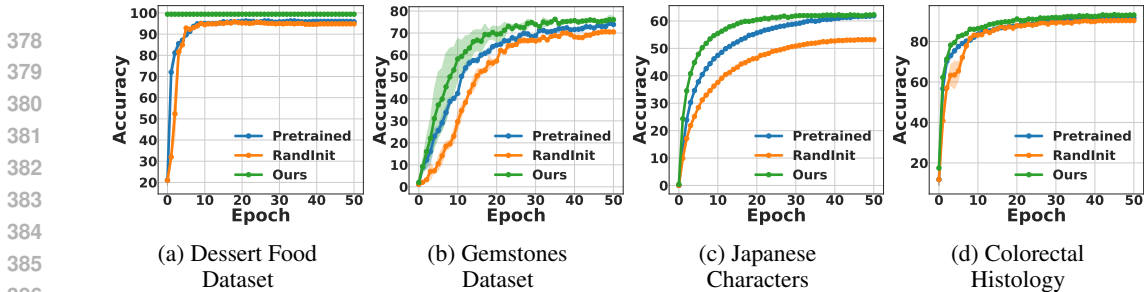 378
379
380
381
382
383
384
385
Accuracy
100
90
80
70
60
50
40
30
20
0 10 20 30 40 50
Epoch
Pretrained
RandInit
Ours
(a) Dessert Food
Dataset
Accuracy
80
70
60
50
40
30
20
10
0
0 10 20 30 40 50
Epoch
Pretrained
RandInit
Ours
(b) Gemstones
Dataset
Accuracy
60
50
40
30
20
10
0
0 10 20 30 40 50
Epoch
Pretrained
RandInit
Ours
(c) Japanese
Characters
Accuracy
80
60
40
20
0 10 20 30 40 50
Epoch
Pretrained
RandInit
Ours
(d) Colorectal
Histology